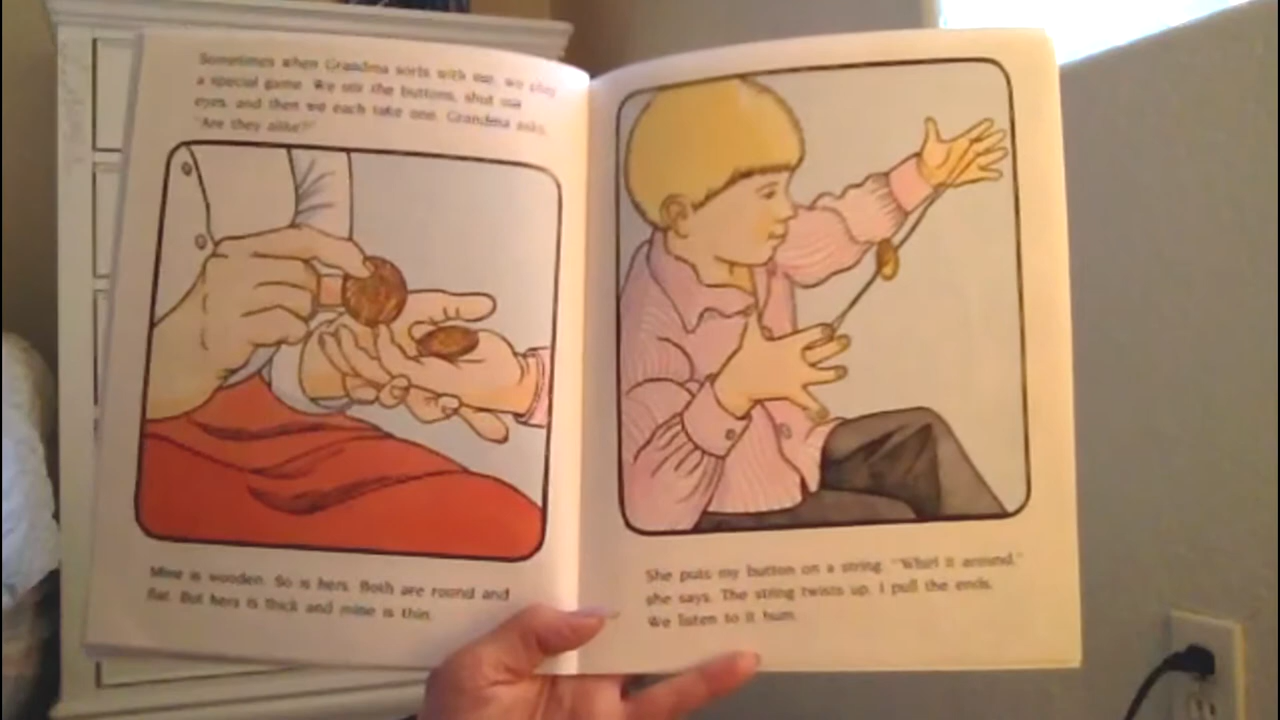 Sometimes when Grandma sorts with me, we play
a special game. We stir the buttons, shut our
eyes, and then we each take one. Grandma asks,
"Are they alike?"
Mine is wooden. So is hers. Both are round and
flat. But hers is thick and mine is thin.
She puts my button on a string. "Whirl it around,"
she says. The string twists up. I pull the ends.
We listen to it hum.